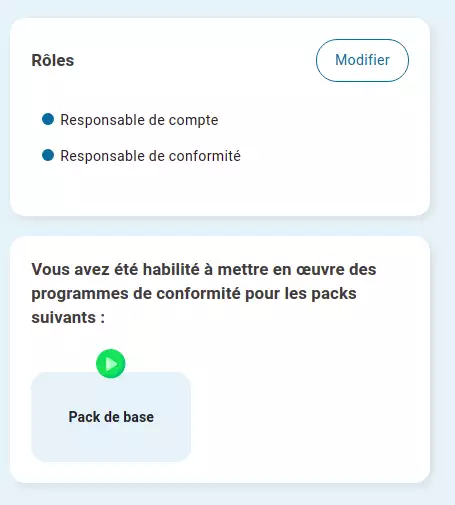 Rôles
Modifier
Responsable de compte
Responsable de conformité
Vous avez été habilité à mettre en œuvre des
programmes de conformité pour les packs
suivants :
Pack de base